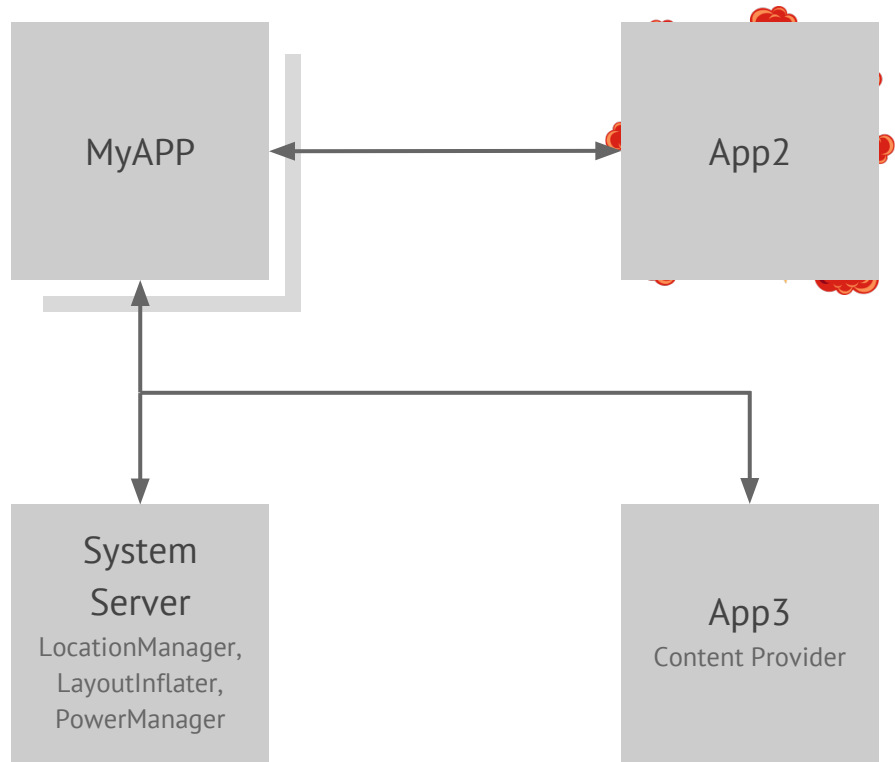 MyAPP
App2
System
Server
LocationManager,
LayoutInflater,
PowerManager
App3
Content Provider